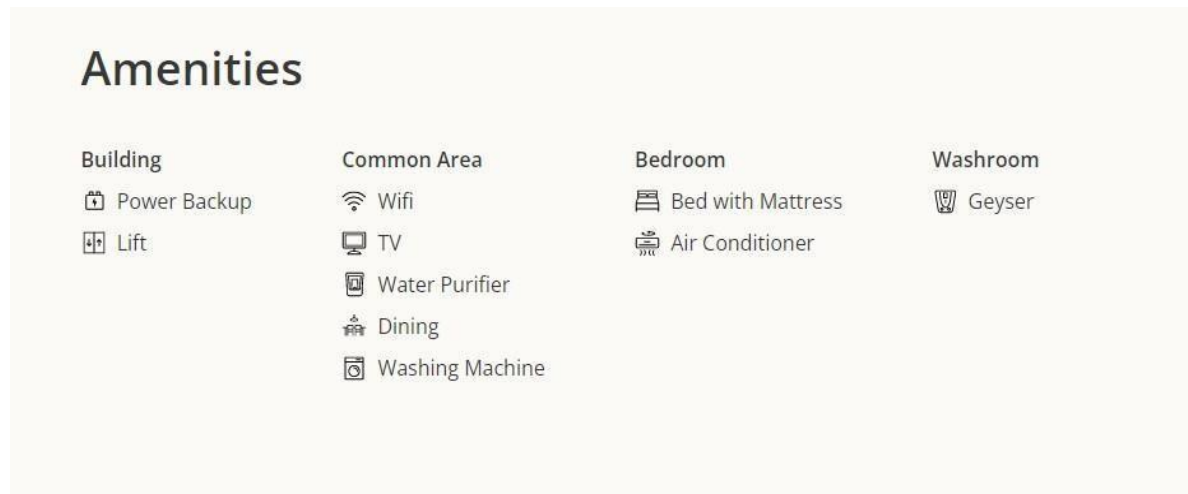 Amenities
Building
Power Backup
Lift
Common Area
Wifi
TV
Water Purifier
Dining
Washing Machine
Bedroom
Bed with Mattress
Air Conditioner
Washroom
Geyser